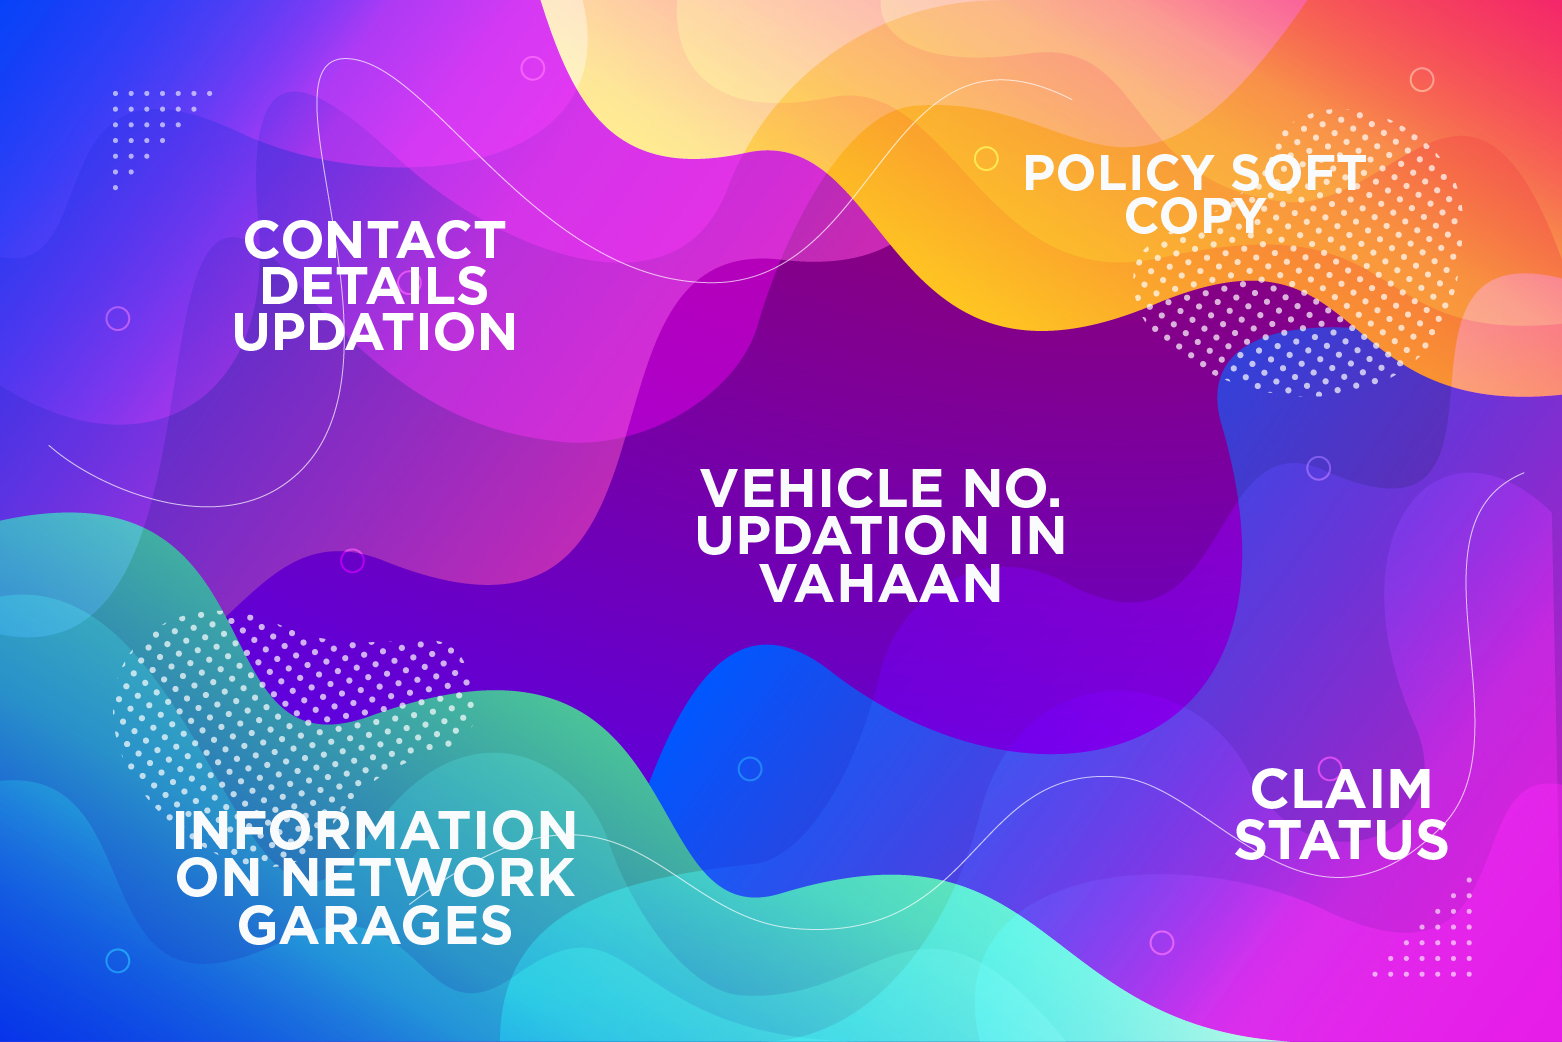 CONTACT
DETAILS
UPDATION
POLICY SOFT
COPY
VEHICLE NO.
UPDATION IN
VAHAAN
INFORMATION
ON NETWORK
GARAGES
CLAIM
STATUS